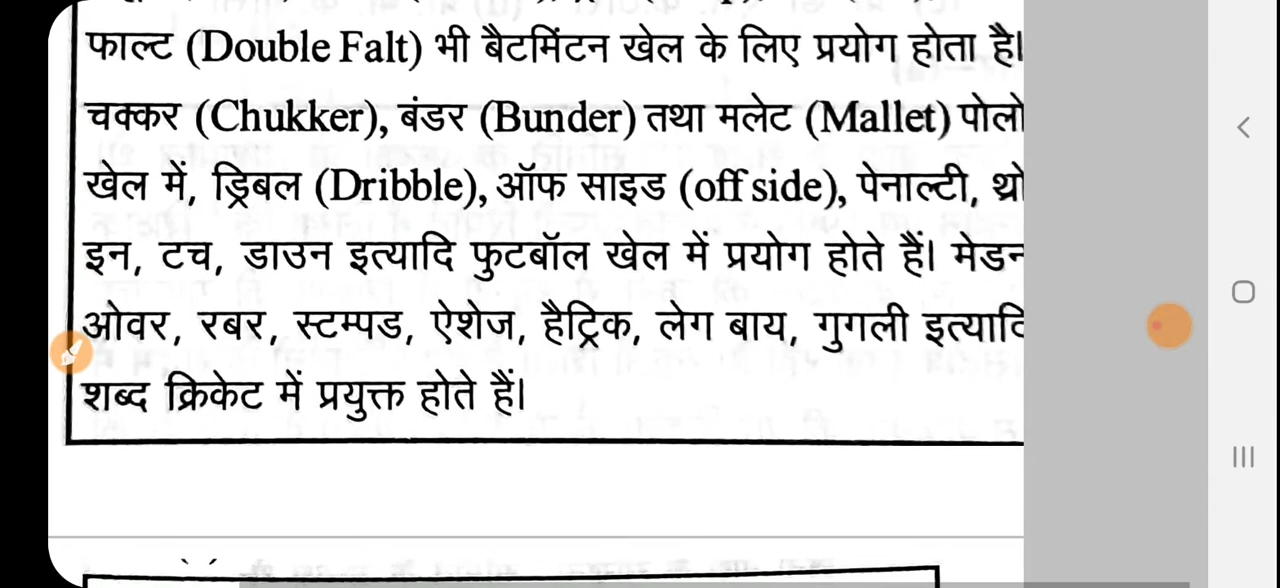 फाल्ट (Double Falt) भी बैटमिंटन खेल के लिए प्रयोग होता है।
चक्कर (Chukker), बंडर (Bunder) तथा मलेट (Mallet) पोलो
खेल में, ड्रिबल (Dribble), ऑफ साइड (off side), पेनाल्टी, थ्रो
इन, टच, डाउन इत्यादि फुटबॉल खेल में प्रयोग होते हैं। मेडन
ओवर, रबर, स्टम्पड, ऐशेज, हैट्रिक, लेग बाय, गुगली इत्यादि
शब्द क्रिकेट में प्रयुक्त होते हैं।